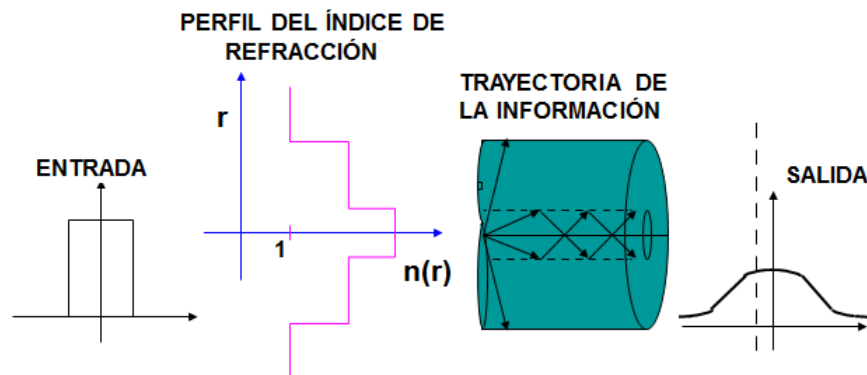 PERFIL DEL ÍNDICE DE
REFRACCIÓN
TRAYECTORIA DE
LA INFORMACIÓN
ENTRADA
r
SALIDA
1
n(r)